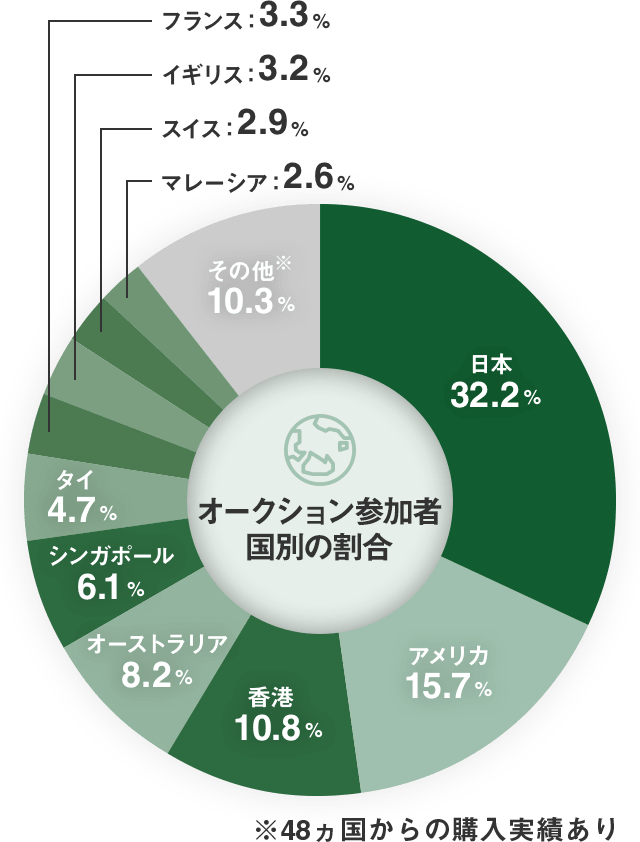 フランス：3.3%
イギリス：3.2%
スイス：2.9%
マレーシア：2.6%
その他※
10.3%
日本
32.2%
タイ
4.7%
オークション参加者
国別の割合
シンガポール
6.1%
オーストラリア
8.2%
アメリカ
15.7%
香港
10.8%
※48ヵ国からの購入実績あり